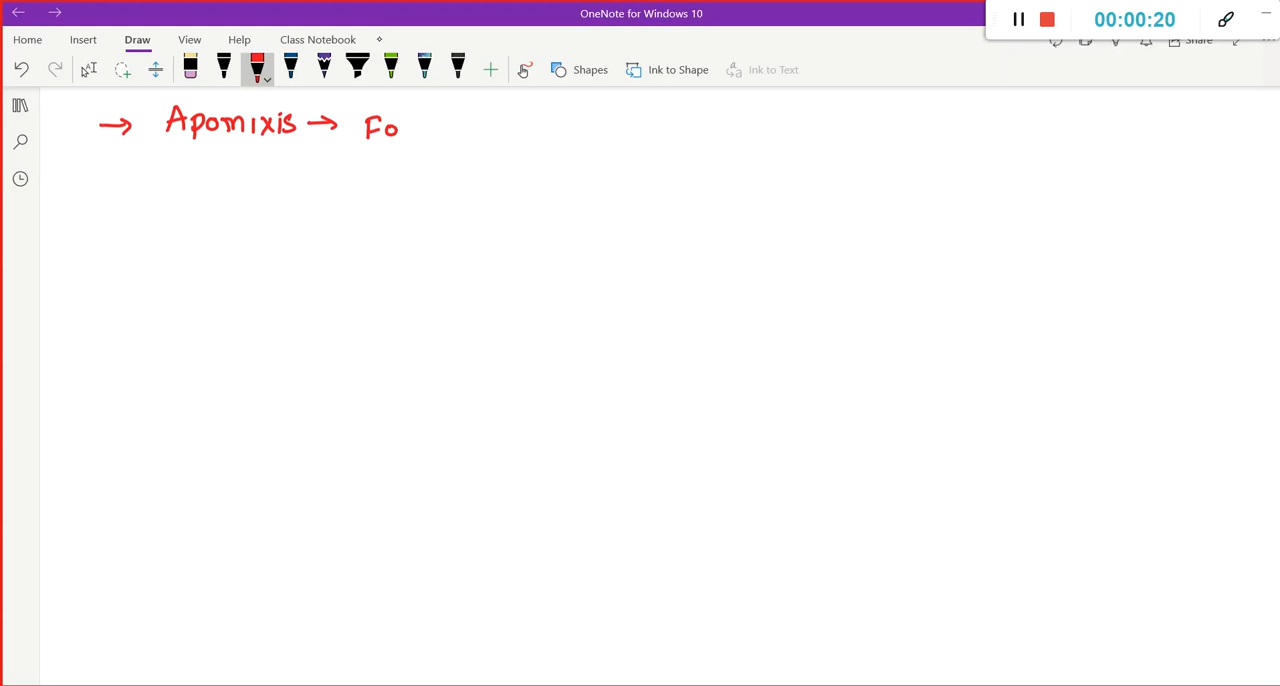 OneNote for Windows 10
00:00:20
Home Insert Draw View Help Class Notebook
Share
Shapes Ink to Shape Ink to Text
→ Apomixis → Fo